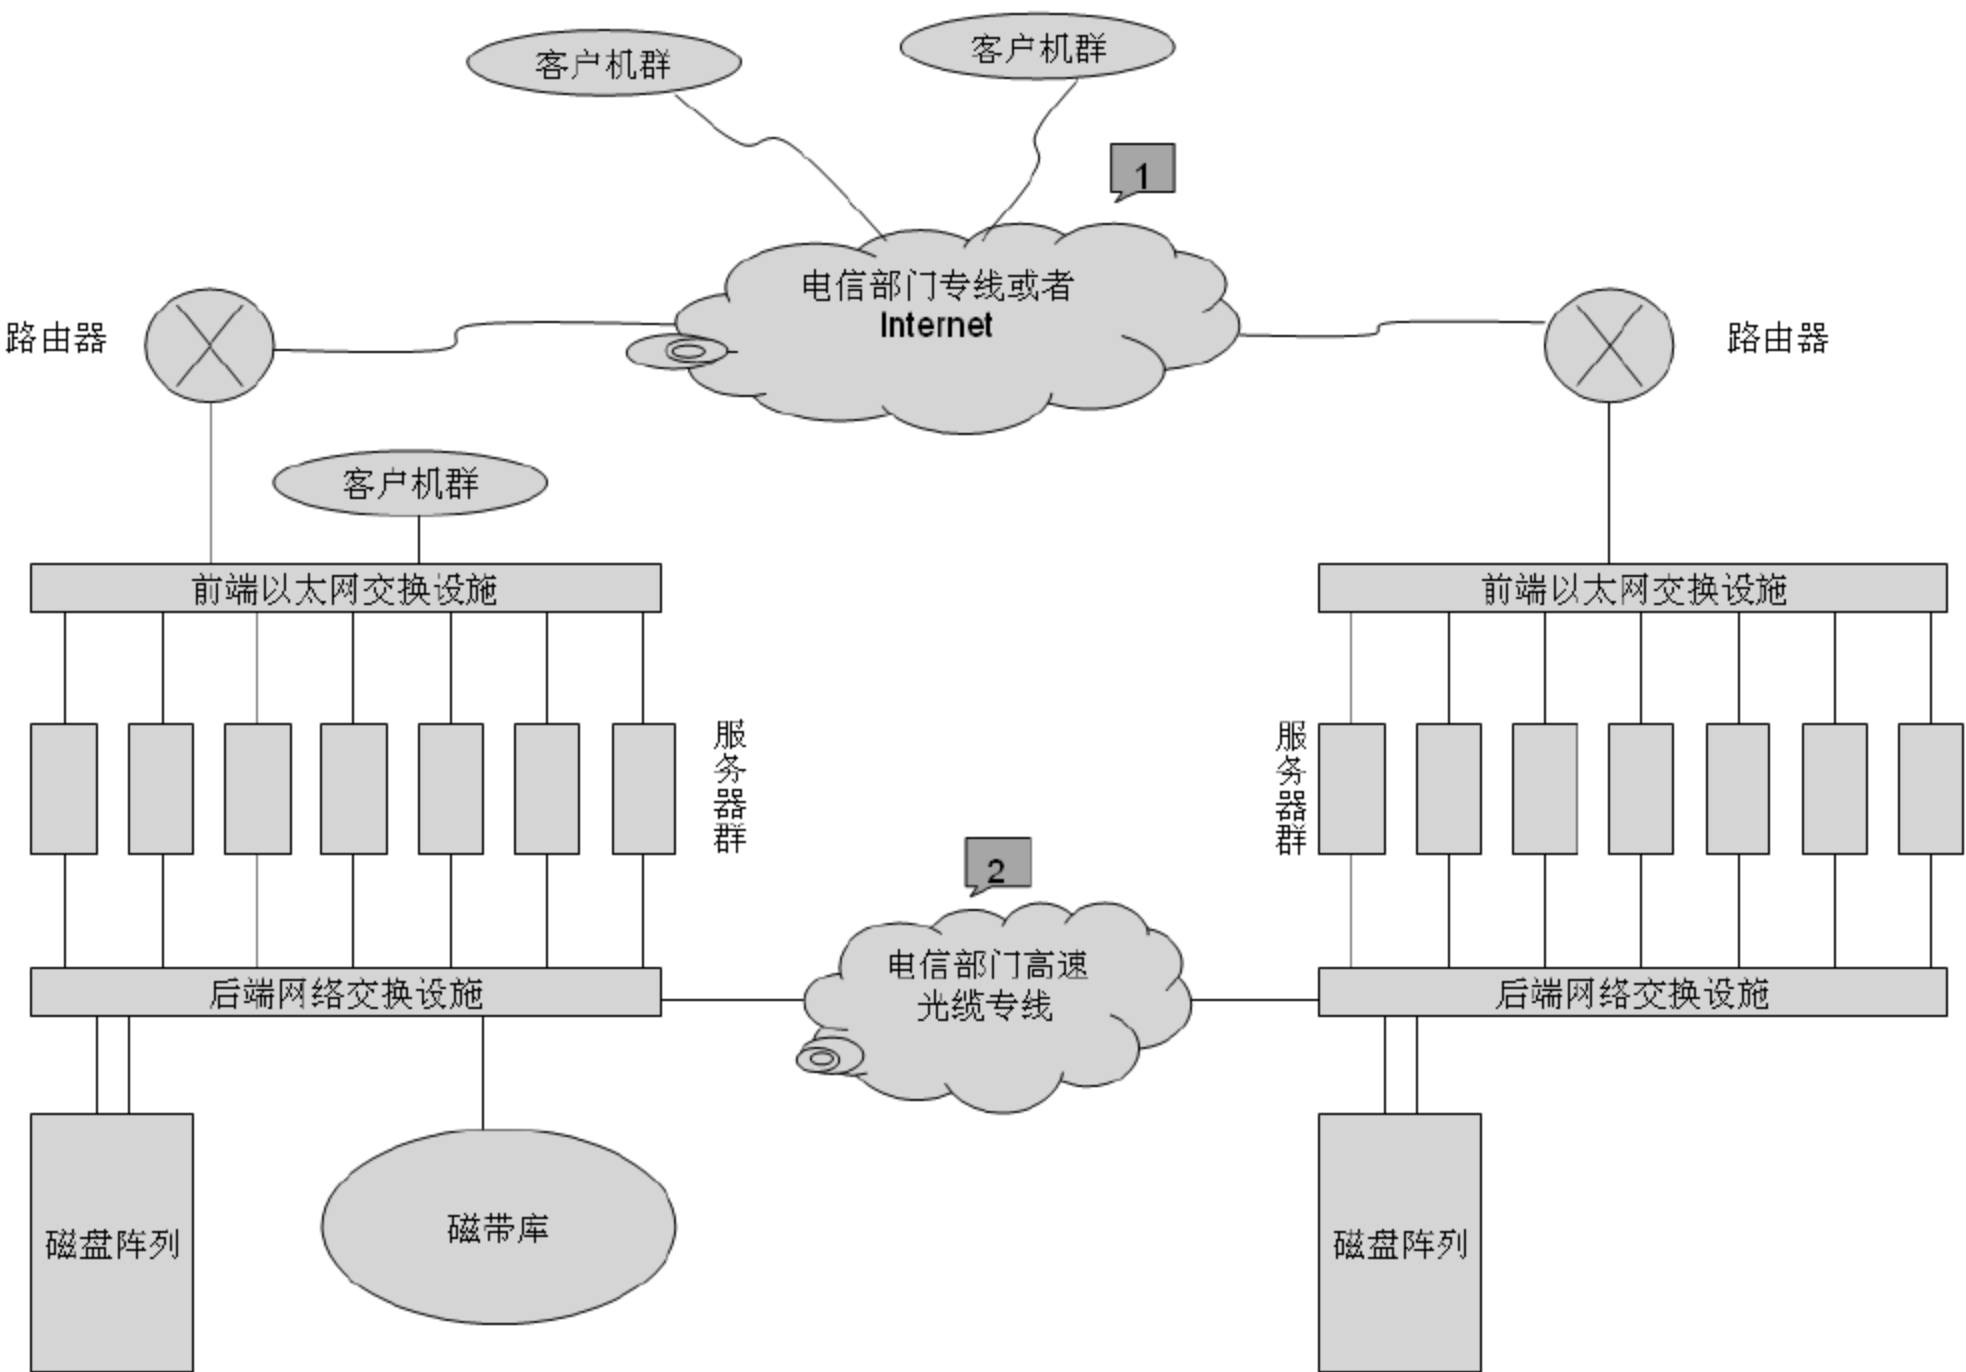 客户机群
客户机群
1
电信部门专线或者
Internet
路由器
路由器
客户机群
前端以太网交换设施
前端以太网交换设施
服务器群
服务器群
2
电信部门高速
光缆专线
后端网络交换设施
后端网络交换设施
磁盘阵列
磁带库
磁盘阵列